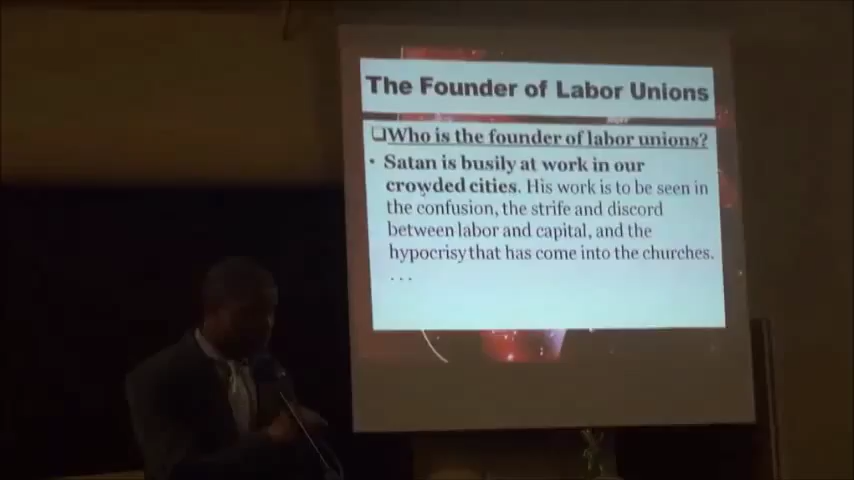 The Founder of Labor Unions
❑Who is the founder of labor unions?
• Satan is busily at work in our
crowded cities. His work is to be seen in
the confusion, the strife and discord
between labor and capital, and the
hypocrisy that has come into the churches.
. . .